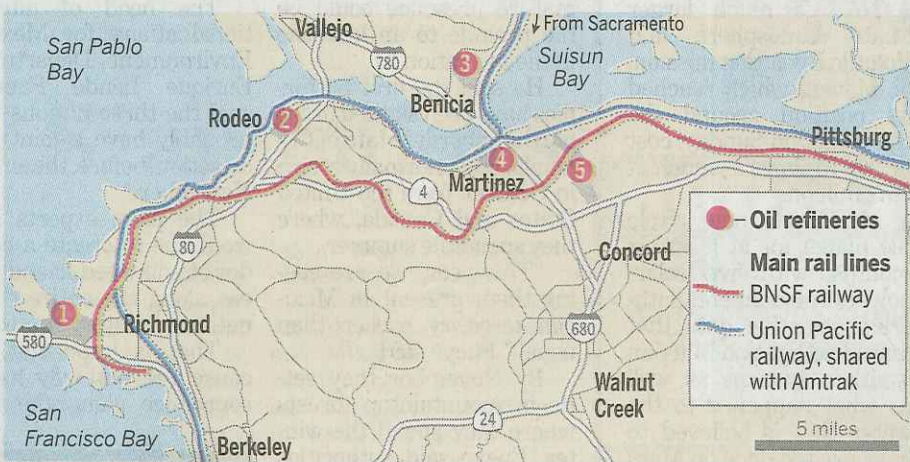 San Pablo
Bay
Vallejo
80
780
From Sacramento
Suisun
Bay
3
Benicia
Rodeo
2
4
Martinez
5
Pittsburg
4
80
Concord
1
Richmond
580
680
Walnut
Creek
San
Francisco Bay
Berkeley
24
Oil refineries
Main rail lines
BNSF railway
Union Pacific
railway, shared
with Amtrak
5 miles